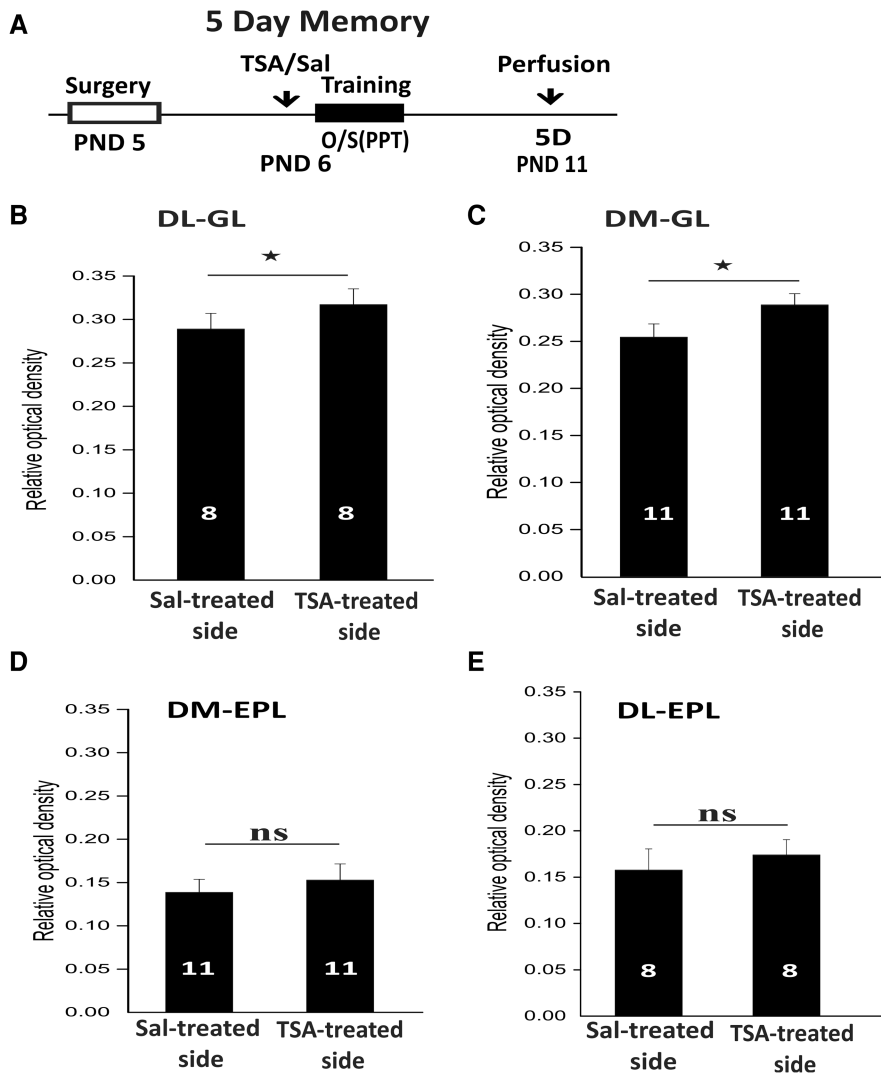 A
5 Day Memory
TSA/Sal
Surgery
Training
Perfusion
PND 5
O/S(PPT)
5D
PND 6
PND 11
B
DL-GL
★
0.35
0.30
0.25
0.20
0.15
0.10
0.05
0.00
Relative optical density
8
8
Sal-treated side
TSA-treated side
C
DM-GL
★
0.35
0.30
0.25
0.20
0.15
0.10
0.05
0.00
Relative optical density
11
11
Sal-treated side
TSA-treated side
D
DM-EPL
0.35
0.30
0.25
0.20
0.15
0.10
0.05
0.00
Relative optical density
ns
11
11
Sal-treated side
TSA-treated side
E
DL-EPL
0.35
0.30
0.25
0.20
0.15
0.10
0.05
0.00
Relative optical density
ns
8
8
Sal-treated side
TSA-treated side